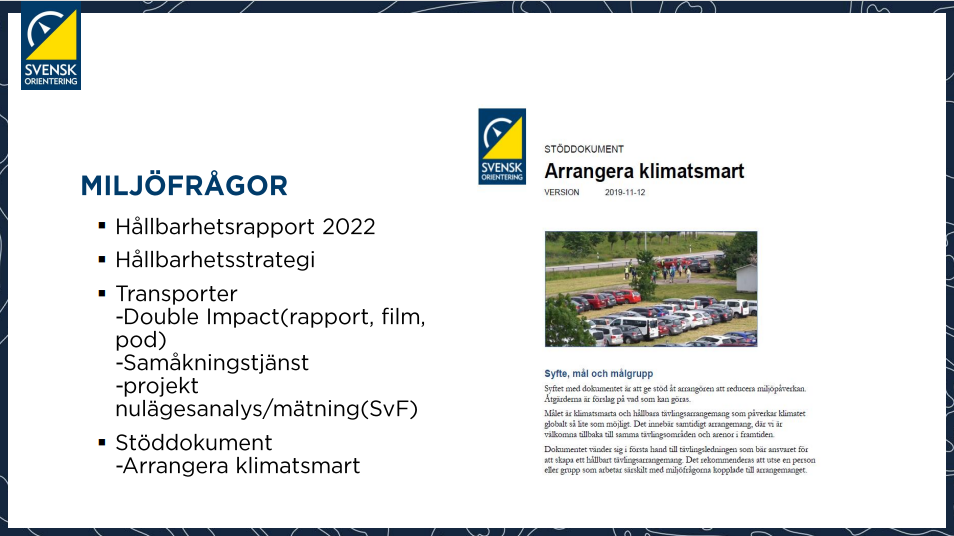 SVENSK
ORIENTERING
MILJÖFRÅGOR
▪ Hållbarhetsrapport 2022
▪ Hållbarhetsstrategi
▪ Transporter
-Double Impact(rapport, film,
pod)
-Samåkningstjänst
-projekt
nulägesanalys/mätning(SvF)
▪ Stöddokument
-Arrangera klimatsmart
SVENSK
ORIENTERING
STÖDDOKUMENT
Arrangera klimatsmart
VERSION 2019-11-12
Syfte, mål och målgrupp
Syftet med dokumentet är att ge stöd åt arrangören att reducera miljöpåverkan.
Åtgärderna är förslag på vad som kan göras.
Målet är klimatsmarta och hållbara tävlingsarrangemang som påverkar klimatet
globalt så lite som möjligt. Det innebär samtidigt arrangemang, där vi är
välkomna tillbaka till samma tävlingsområden och arenor i framtiden.
Dokumentet vänder sig i första hand till tävlingsledningen som bär ansvaret för
att skapa ett hållbart tävlingsarrangemang. Det rekommenderas att utse en person
eller grupp som arbetar särskilt med miljöfrågorna kopplade till arrangemanget.